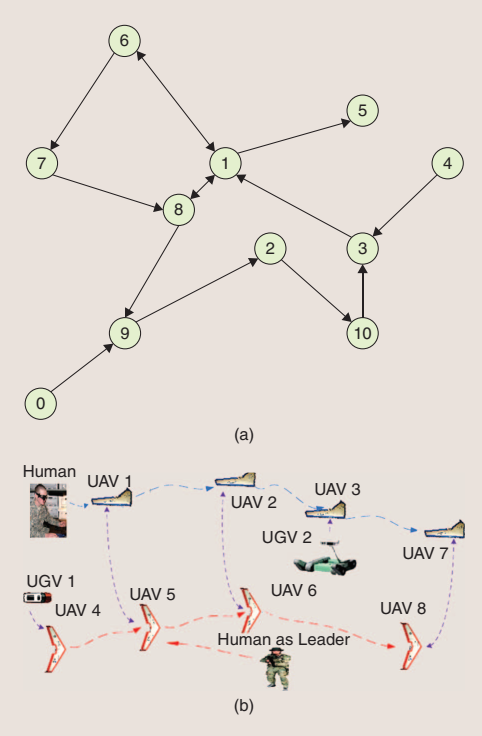 6
5
7
1
4
8
2
3
9
10
0
(a)
Human
UAV 1
UAV 2
UAV 3
UGV 2
UAV 7
UGV 1
UAV 4
UAV 5
UAV 6
UAV 8
Human as Leader
(b)